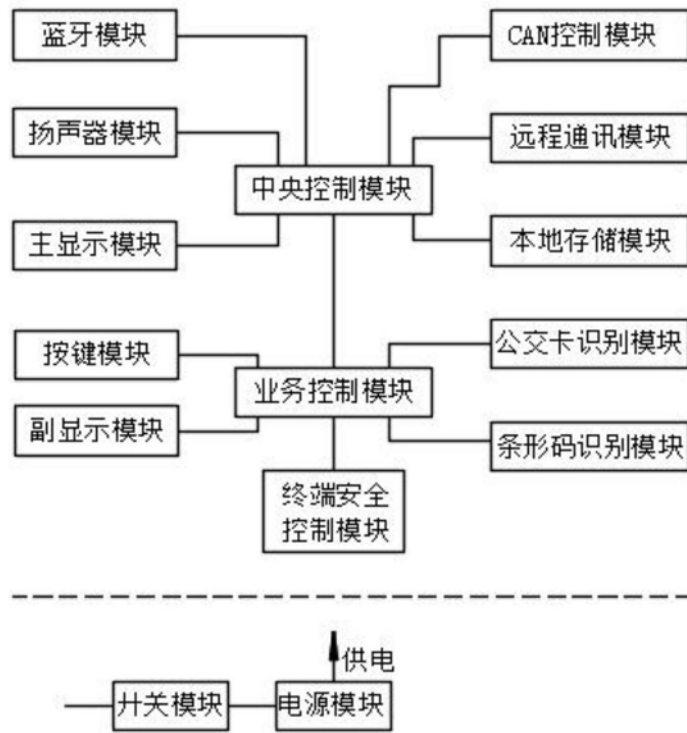 蓝牙模块
CAN控制模块
扬声器模块
远程通讯模块
中央控制模块
主显示模块
本地存储模块
按键模块
公交卡识别模块
业务控制模块
副显示模块
条形码识别模块
终端安全
控制模块
供电
开关模块
电源模块